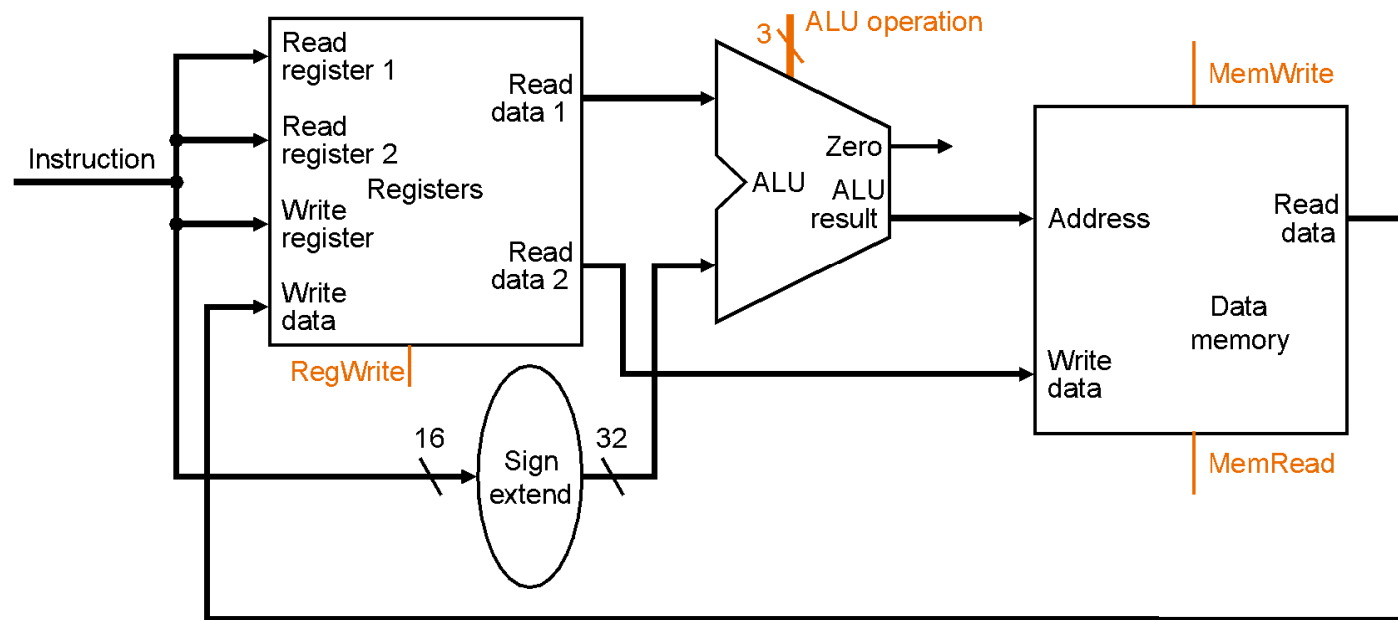 Instruction
Read
register 1
Read
register 2
Registers
Write
register
Write
data
Read
data 1
Read
data 2
RegWrite
16
Sign
extend
32
3
ALU operation
Zero
ALU
ALU
result
MemWrite
Address
Read
data
Data
memory
Write
data
MemRead